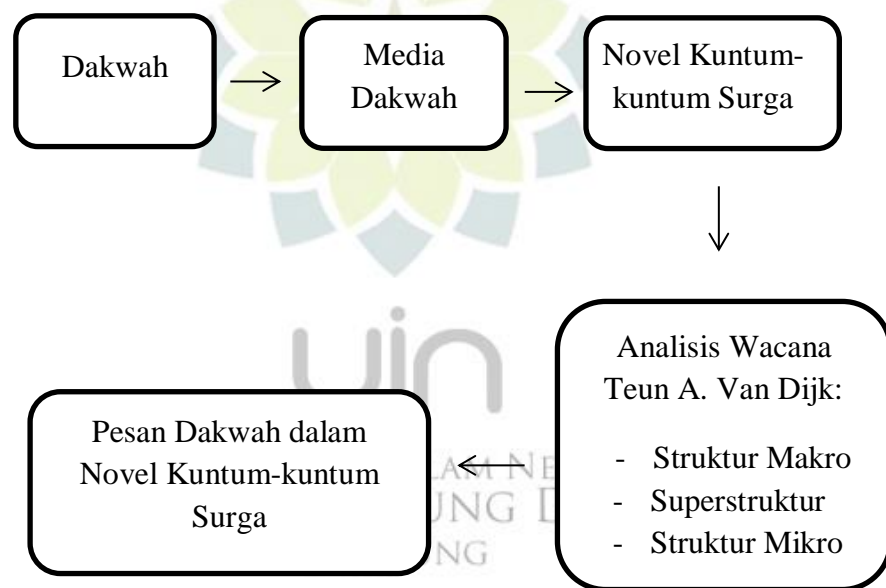 Dakwah
Media
Dakwah
Novel Kuntum-
kuntum Surga
Analisis Wacana
Teun A. Van Dijk:
- Struktur Makro
- Superstruktur
- Struktur Mikro
Pesan Dakwah dalam
Novel Kuntum-kuntum
Surga
uin